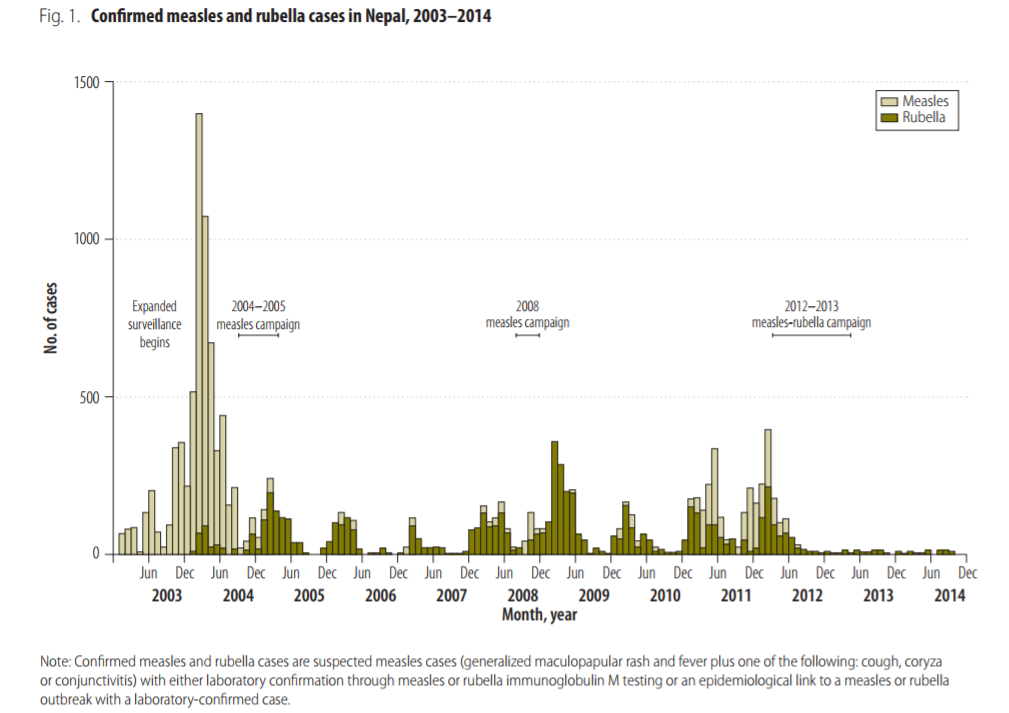 Fig. 1. Confirmed measles and rubella cases in Nepal, 2003–2014
1500
Measles
Rubella
1000
No. of cases
Expanded
surveillance
begins
2004–2005
measles campaign
2008
measles campaign
2012–2013
measles-rubella campaign
500
0
Jun Dec Jun Dec Jun Dec Jun Dec Jun Dec Jun Dec Jun Dec Jun Dec Jun Dec Jun Dec Jun Dec Jun Dec
2003 2004 2005 2006 2007 2008 2009 2010 2011 2012 2013 2014
Month, year
Note: Confirmed measles and rubella cases are suspected measles cases (generalized maculopapular rash and fever plus one of the following: cough, coryza
or conjunctivitis) with either laboratory confirmation through measles or rubella immunoglobulin M testing or an epidemiological link to a measles or rubella
outbreak with a laboratory-confirmed case.